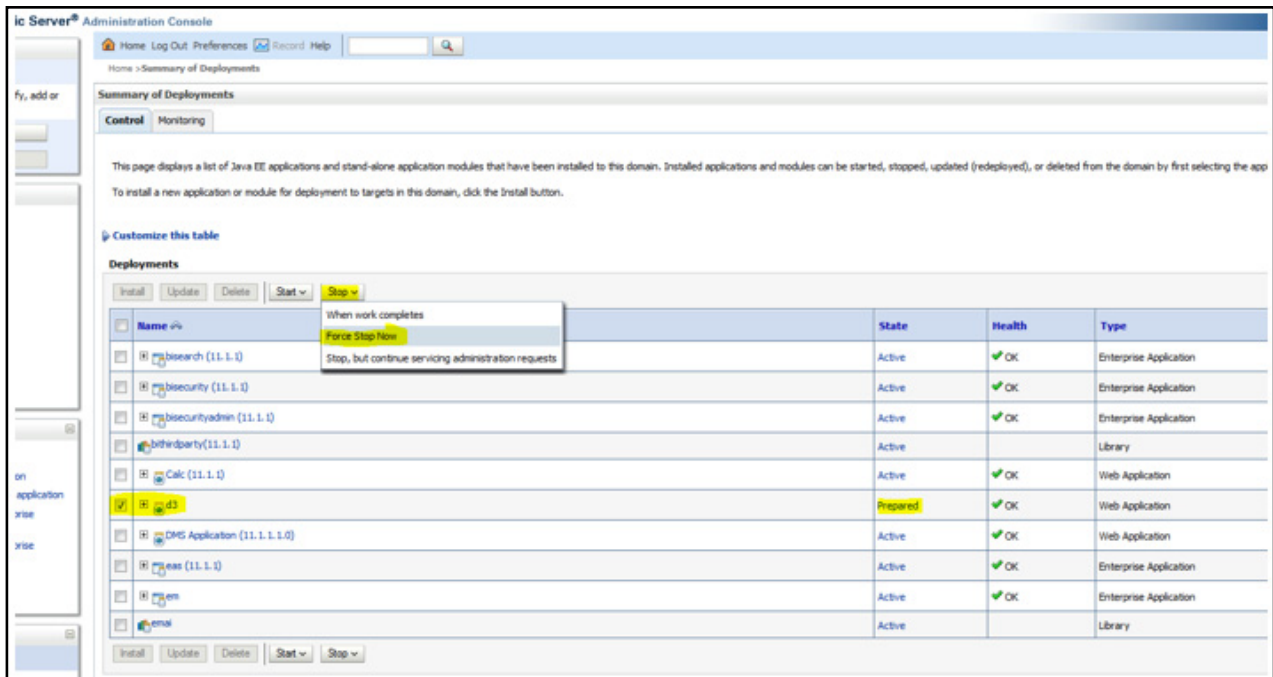 ic Server® Administration Console
Home Log Out Preferences Record Help
Home >Summary of Deployments
fy, add or
Summary of Deployments
Control Monitoring
This page displays a list of Java EE applications and stand-alone application modules that have been installed to this domain. Installed applications and modules can be started, stopped, updated (redeployed), or deleted from the domain by first selecting the app
To install a new application or module for deployment to targets in this domain, click the Install button.
Customize this table
Deployments
Install Update Delete Start Stop
When work completes
Force Stop Now
Stop, but continue servicing administration requests
Name State Health Type
bisearch (11.1.1) Active OK Enterprise Application
bisecurity (11.1.1) Active OK Enterprise Application
bisecurityadmin (11.1.1) Active OK Enterprise Application
bithirdparty(11.1.1) Active Library
on
Calc (11.1.1) Active OK Web Application
application
d3 Prepared OK Web Application
prise
DMS Application (11.1.1.1.0) Active OK Web Application
prise
eas (11.1.1) Active OK Enterprise Application
em Active OK Enterprise Application
emai Active Library
Install Update Delete Start Stop